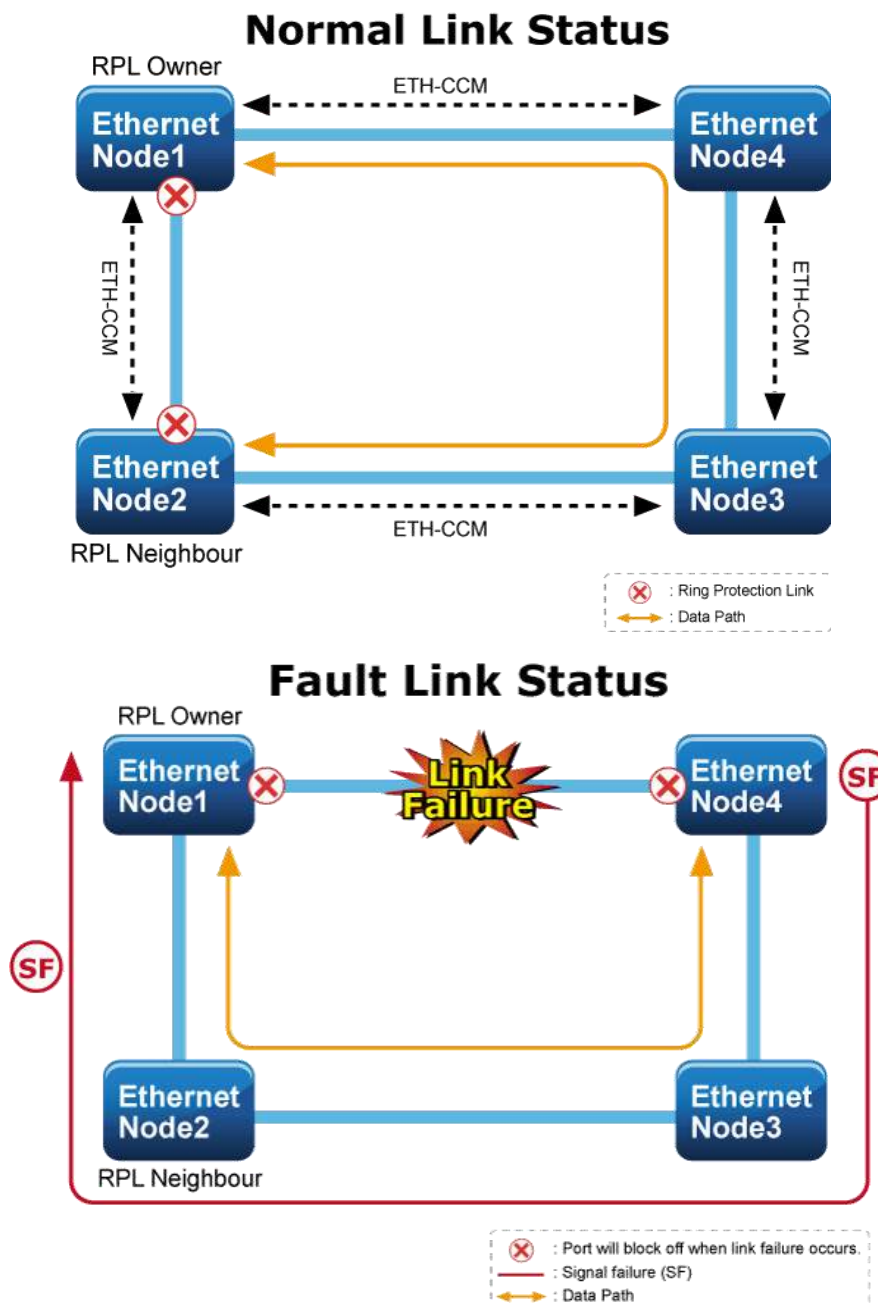 Normal Link Status
RPL Owner
ETH-CCM
Ethernet
Node1
Ethernet
Node4
ETH-CCM
ETH-CCM
Ethernet
Node2
Ethernet
Node3
ETH-CCM
RPL Neighbour
: Ring Protection Link
: Data Path
Fault Link Status
RPL Owner
Ethernet
Node1
Link
Failure
Ethernet
Node4
SF
SF
Ethernet
Node2
Ethernet
Node3
RPL Neighbour
: Port will block off when link failure occurs.
: Signal failure (SF)
: Data Path